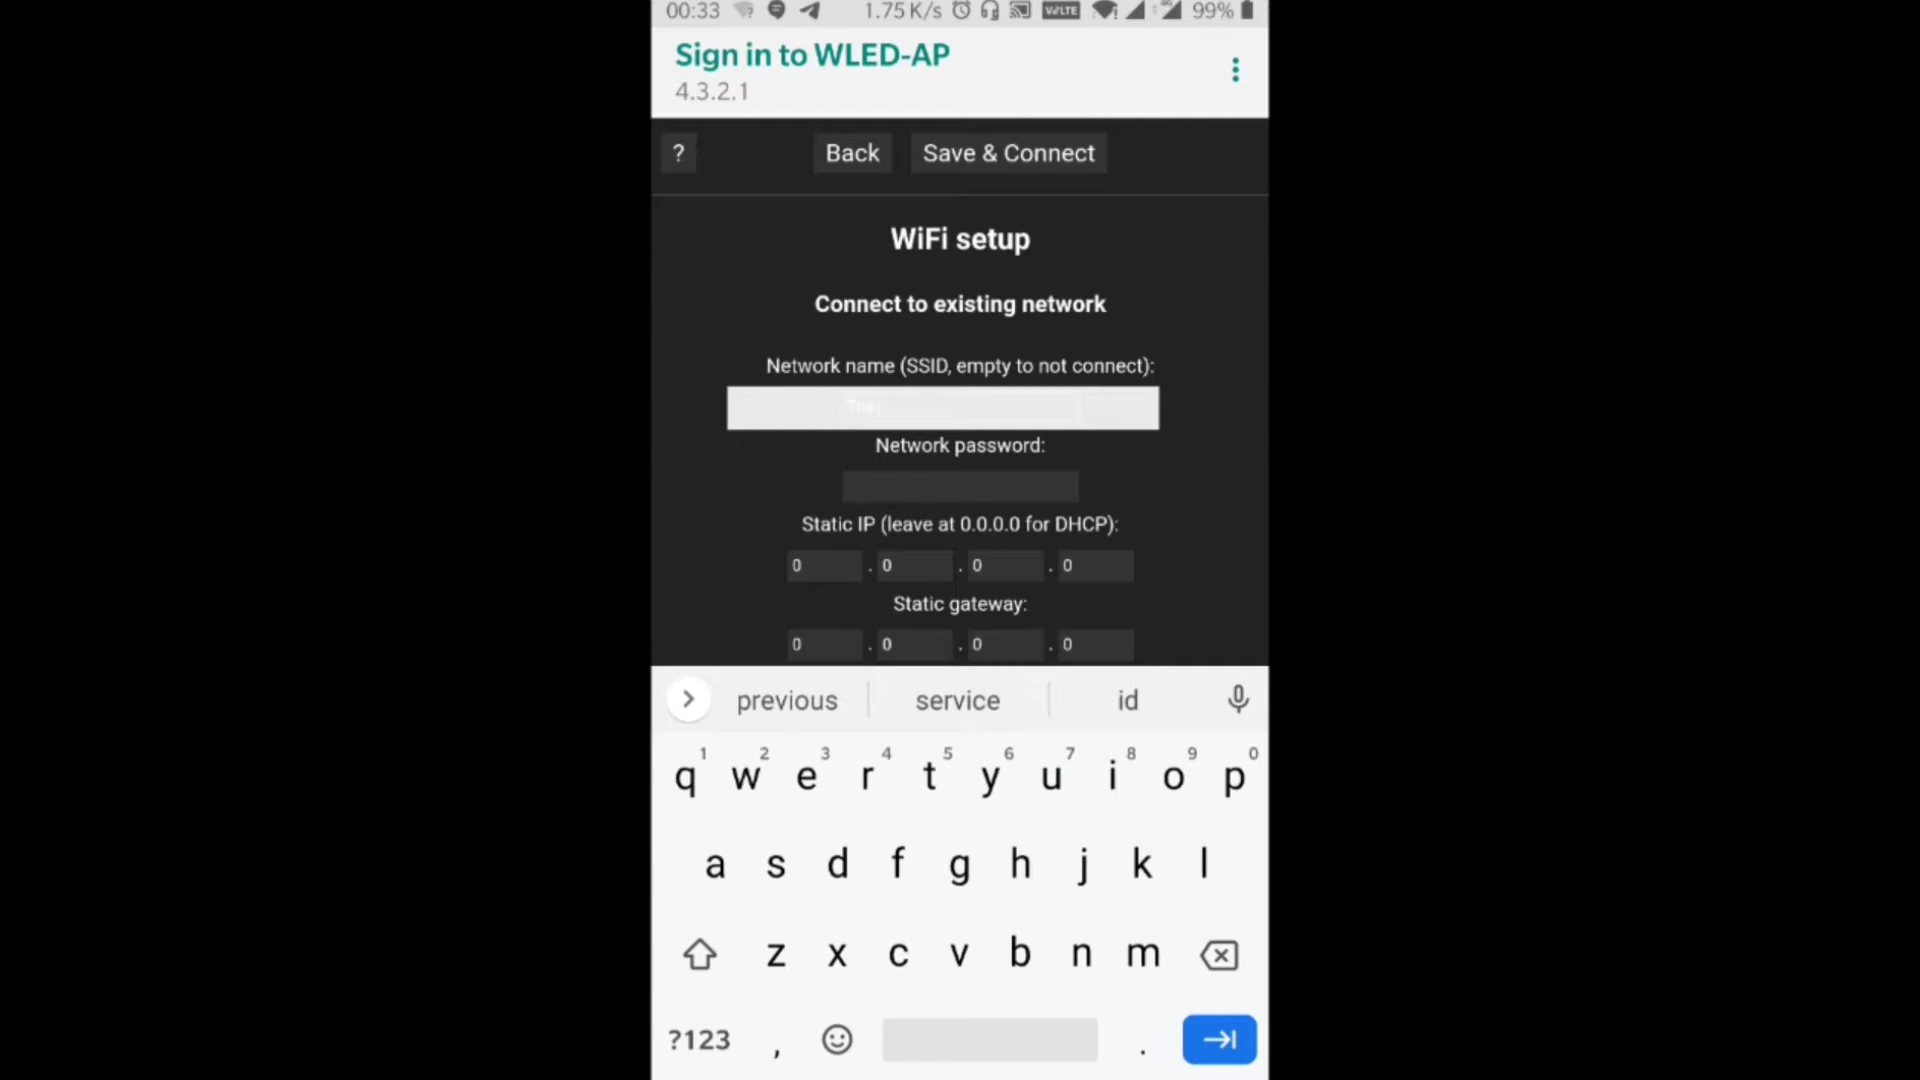 00:33 1.75 K/s VoLTE 99%
Sign in to WLED-AP
4.3.2.1
? Back Save & Connect
WiFi setup
Connect to existing network
Network name (SSID, empty to not connect):
Network password:
Static IP (leave at 0.0.0.0 for DHCP):
0 . 0 . 0 . 0
Static gateway:
0 . 0 . 0 . 0
previous service id
1 2 3 4 5 6 7 8 9 0
q w e r t y u i o p
a s d f g h j k l
z x c v b n m
?123 , .